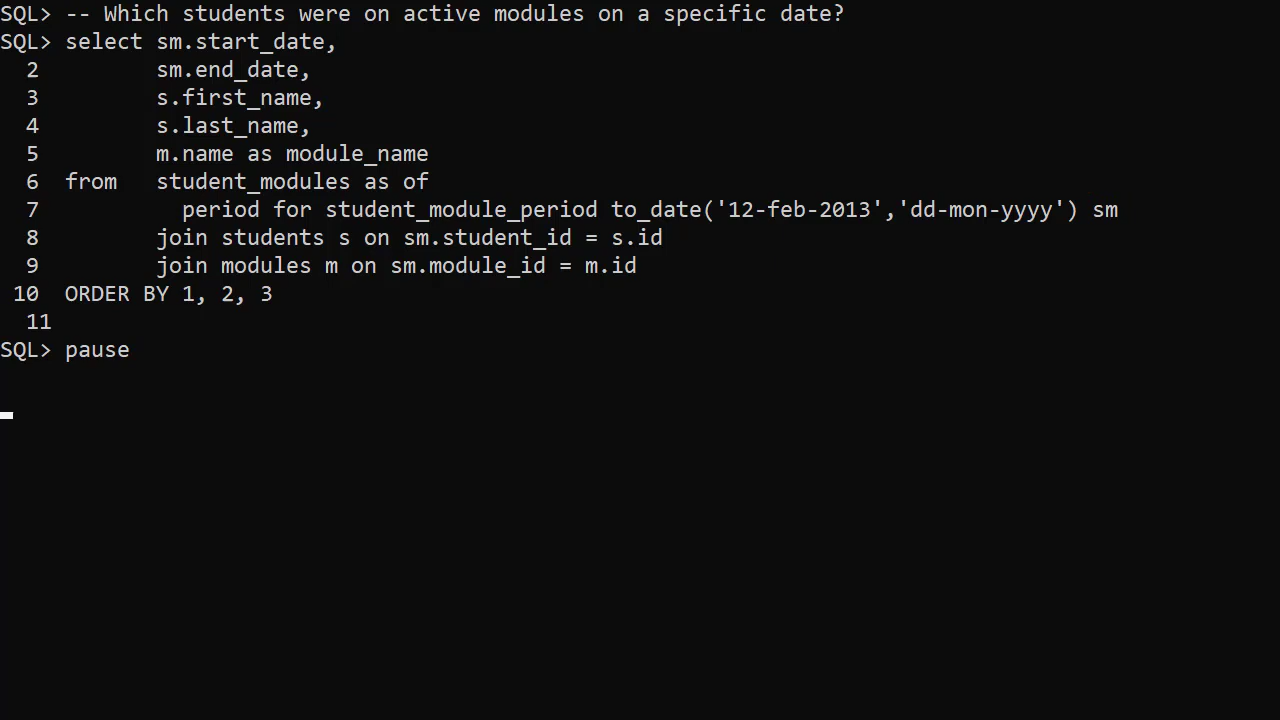 SQL> -- Which students were on active modules on a specific date?
SQL> select sm.start_date,
  2         sm.end_date,
  3         s.first_name,
  4         s.last_name,
  5         m.name as module_name
  6  from   student_modules as of
  7           period for student_module_period to_date('12-feb-2013','dd-mon-yyyy') sm
  8         join students s on sm.student_id = s.id
  9         join modules m on sm.module_id = m.id
 10  ORDER BY 1, 2, 3
  11
SQL> pause